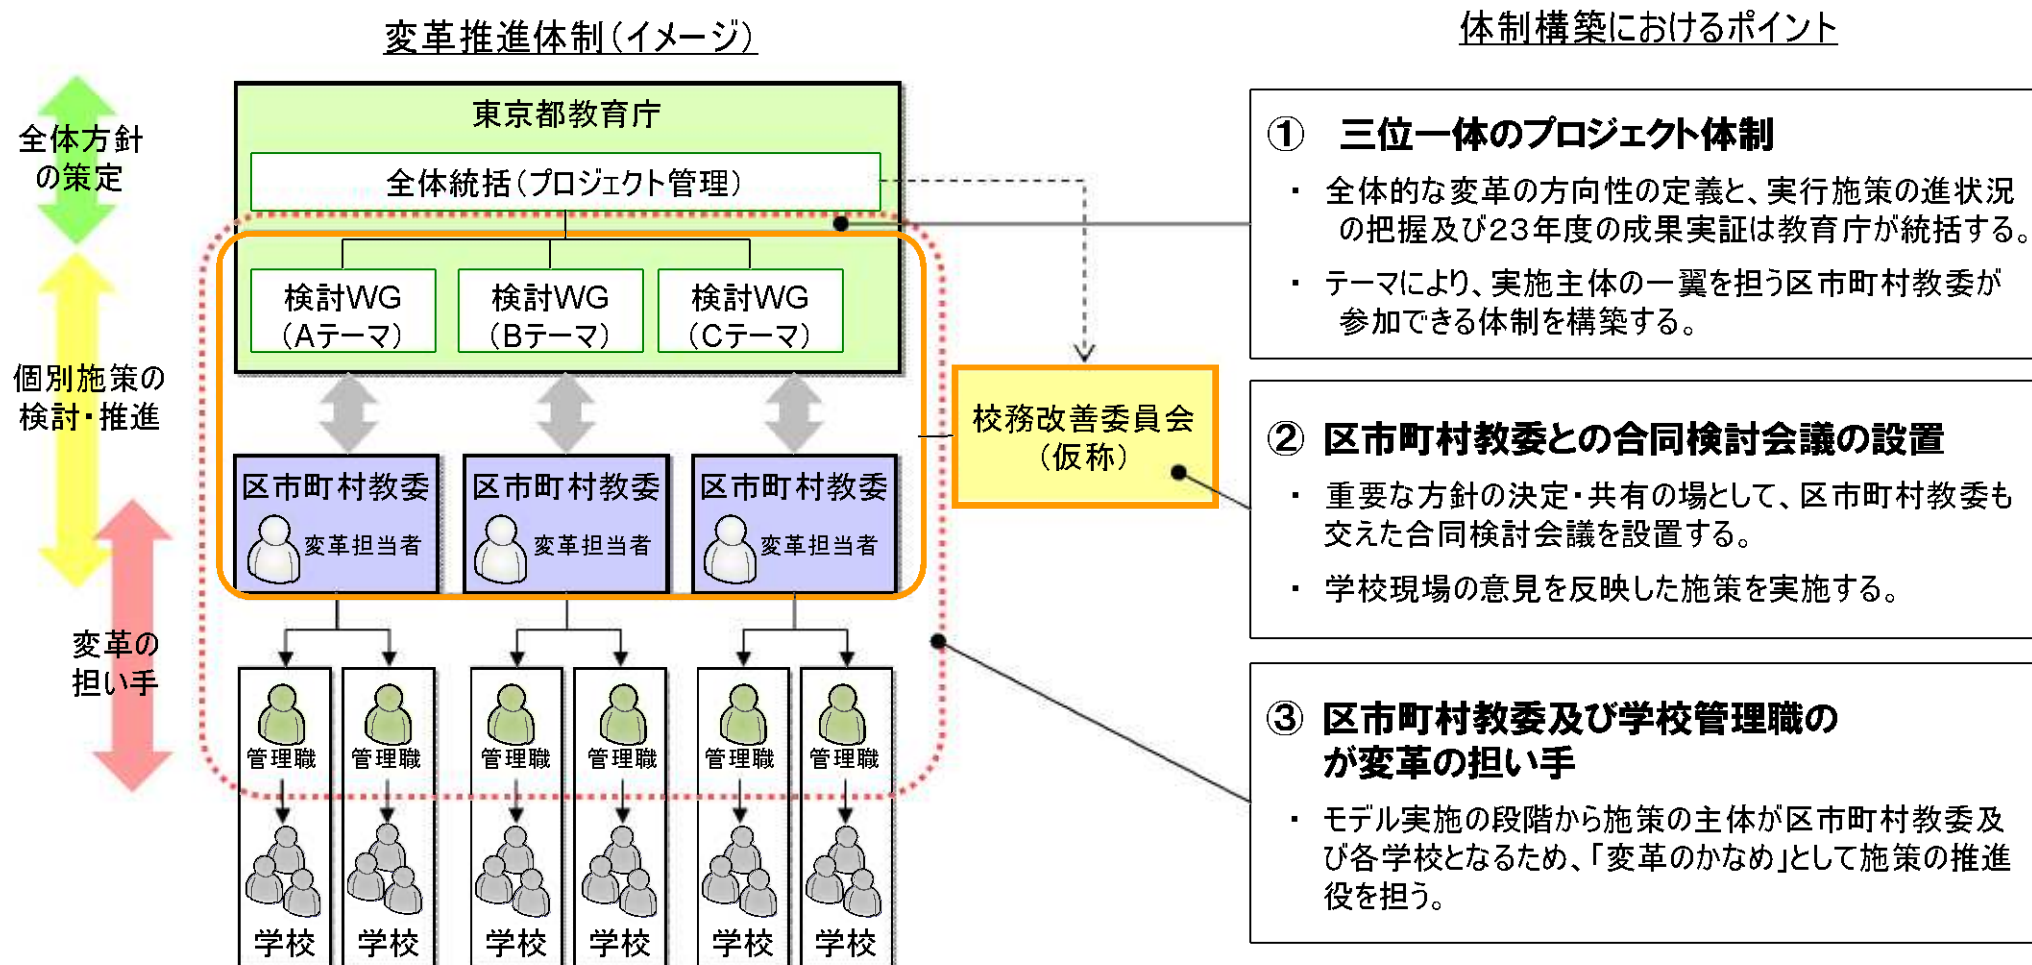 変革推進体制(イメージ)
体制構築におけるポイント
全体方針
の策定
個別施策の
検討・推進
変革の
担い手
東京都教育庁
全体統括(プロジェクト管理)
検討WG
(Aテーマ)
検討WG
(Bテーマ)
検討WG
(Cテーマ)
校務改善委員会
(仮称)
区市町村教委
変革担当者
区市町村教委
変革担当者
区市町村教委
変革担当者
管理職
管理職
管理職
管理職
管理職
管理職
学校
学校
学校
学校
学校
学校
① 三位一体のプロジェクト体制
・ 全体的な変革の方向性の定義と、実行施策の進状況
の把握及び23年度の成果実証は教育庁が統括する。
・ テーマにより、実施主体の一翼を担う区市町村教委が
参加できる体制を構築する。
② 区市町村教委との合同検討会議の設置
・ 重要な方針の決定・共有の場として、区市町村教委も
交えた合同検討会議を設置する。
・ 学校現場の意見を反映した施策を実施する。
③ 区市町村教委及び学校管理職の
が変革の担い手
・ モデル実施の段階から施策の主体が区市町村教委及
び各学校となるため、「変革のかなめ」として施策の推進
役を担う。